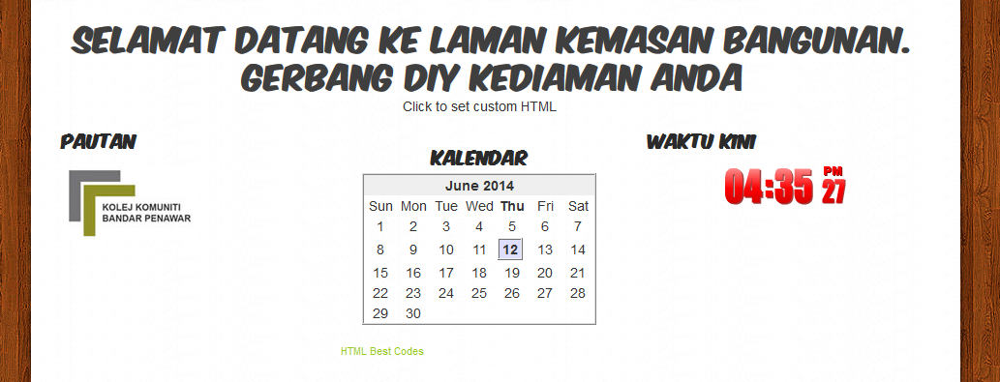 SELAMAT DATANG KE LAMAN KEMASAN BANGUNAN.
GERBANG DIY KEDIAMAN ANDA
Click to set custom HTML
PAUTAN
KOLEJ KOMUNITI
BANDAR PENAWAR
KALENDAR
June 2014
Sun Mon Tue Wed Thu Fri Sat
1 2 3 4 5 6 7
8 9 10 11 12 13 14
15 16 17 18 19 20 21
22 23 24 25 26 27 28
29 30
HTML Best Codes
WAKTU KINI
04:35 PM 27